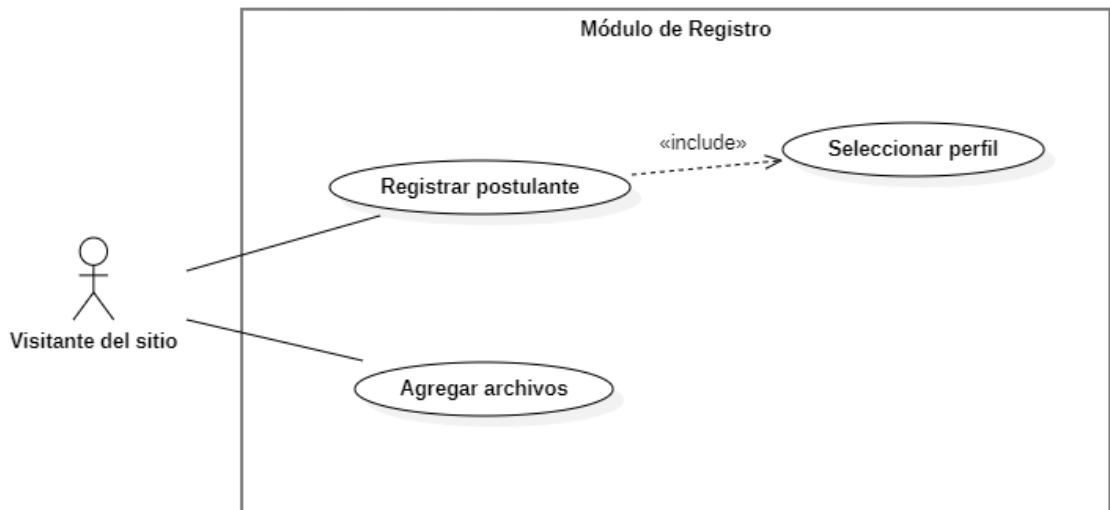 Módulo de Registro
«include»
Seleccionar perfil
Registrar postulante
Visitante del sitio
Agregar archivos